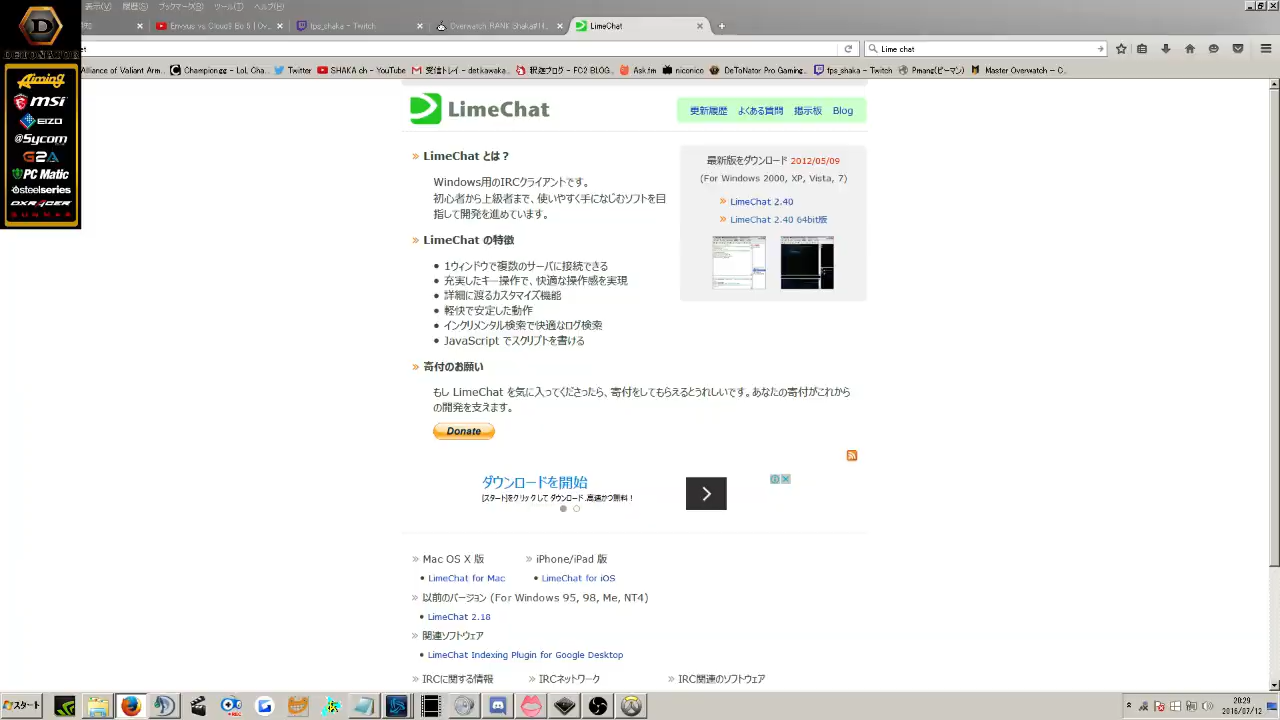 表示(V) 履歴(S) ブックマーク(B) ツール(T) ヘルプ(H)
Envyus vs Cloud9 Bo 5 | Ov...
fps_shaka - Twitch
Overwatch RANK Shaka#11...
LimeChat
lime chat
Alliance of Valiant Arm...
Championgg - L...
Twitter
SHAKA ch - YouTube
釈迦ブログ - FC2 BLOG...
Ask.fm
niconico
DeToNator Pro Gaming...
fps_shaka - Twitch
Pmang(ピーマン)
Master Overwatch - C...
DETONATOR
Aiming
msi
EIZO
@Sycom
G2A
PC Matic
steelseries
DXRACER
LimeChat
更新履歴 よくある質問 掲示板 Blog
LimeChat とは？
Windows用のIRCクライアントです。
初心者から上級者まで、使いやすく手になじむソフトを目
指して開発を進めています。
最新版をダウンロード 2012/05/09
(For Windows 2000, XP, Vista, 7)
LimeChat 2.40
LimeChat 2.40 64bit版
LimeChat の特徴
1ウィンドウで複数のサーバに接続できる
充実したキー操作で、快適な操作感を実現
詳細に渡るカスタマイズ機能
軽快で安定した動作
インクリメンタル検索で快適なログ検索
JavaScript でスクリプトを書ける
寄付のお願い
もし LimeChat を気に入ってくださったら、寄付をしてもらえるとうれしいです。あなたの寄付がこれから
の開発を支えます。
Donate
ダウンロードを開始
[スタート]をクリックして ダウンロード. 高速かつ無料！
Mac OS X 版 iPhone/iPad 版
LimeChat for Mac LimeChat for iOS
以前のバージョン (For Windows 95, 98, Me, NT4)
LimeChat 2.18
関連ソフトウェア
LimeChat Indexing Plugin for Google Desktop
IRCに関する情報 IRCネットワーク IRC関連のソフトウェア
スタート
REC
20:29
2016/07/12